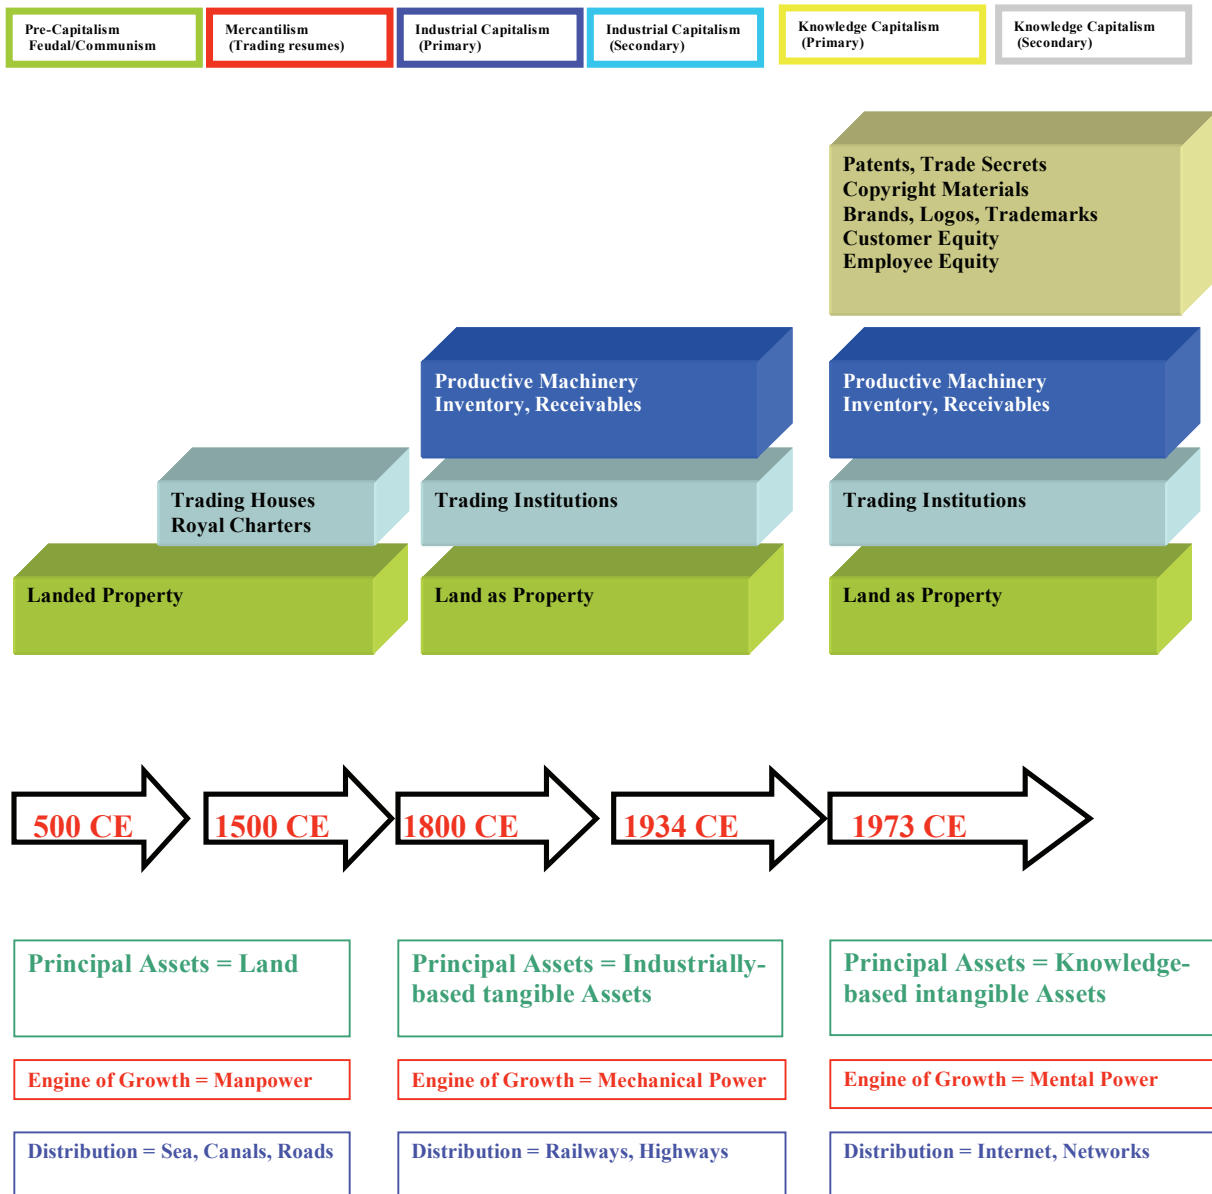 Pre-Capitalism
Feudal/Communism
Mercantilism
(Trading resumes)
Industrial Capitalism
(Primary)
Industrial Capitalism
(Secondary)
Knowledge Capitalism
(Primary)
Knowledge Capitalism
(Secondary)
Patents, Trade Secrets
Copyright Materials
Brands, Logos, Trademarks
Customer Equity
Employee Equity
Productive Machinery
Inventory, Receivables
Productive Machinery
Inventory, Receivables
Trading Houses
Royal Charters
Trading Institutions
Trading Institutions
Landed Property
Land as Property
Land as Property
500 CE
1500 CE
1800 CE
1934 CE
1973 CE
Principal Assets = Land
Principal Assets = Industrially-
based tangible Assets
Principal Assets = Knowledge-
based intangible Assets
Engine of Growth = Manpower
Engine of Growth = Mechanical Power
Engine of Growth = Mental Power
Distribution = Sea, Canals, Roads
Distribution = Railways, Highways
Distribution = Internet, Networks